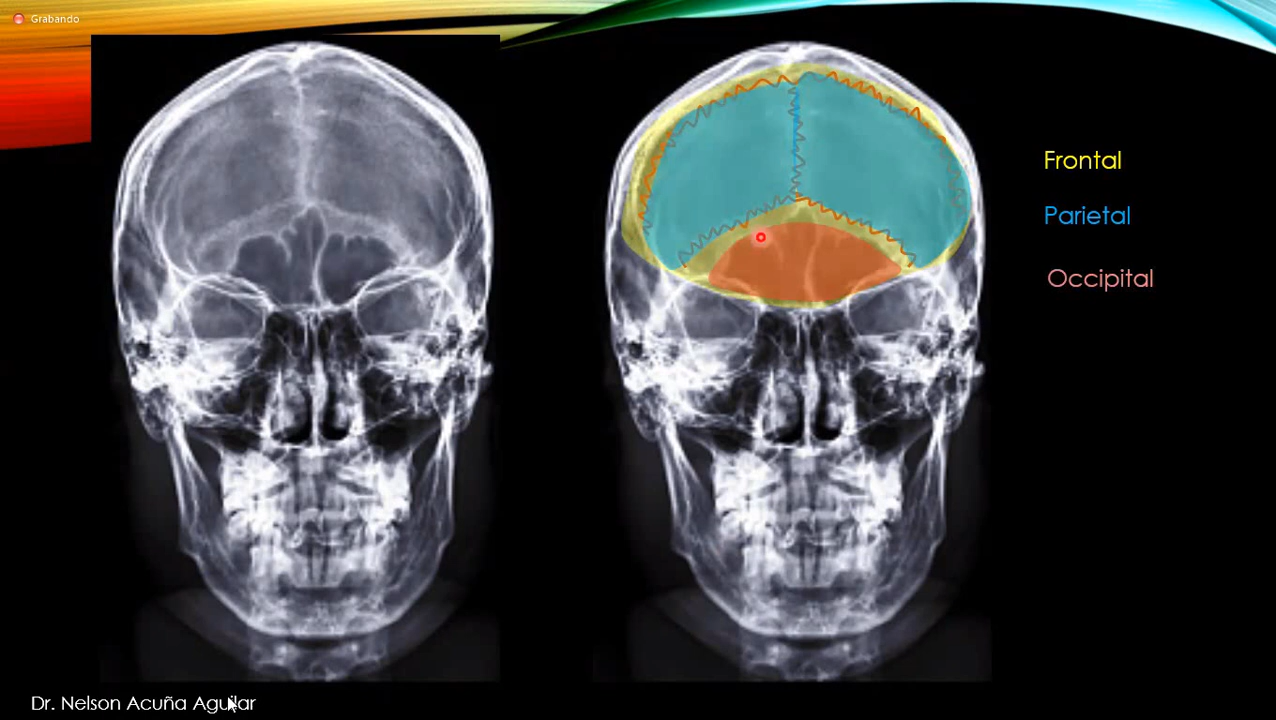 Grabando
Frontal
Parietal
Occipital
Dr. Nelson Acuña Aguilar